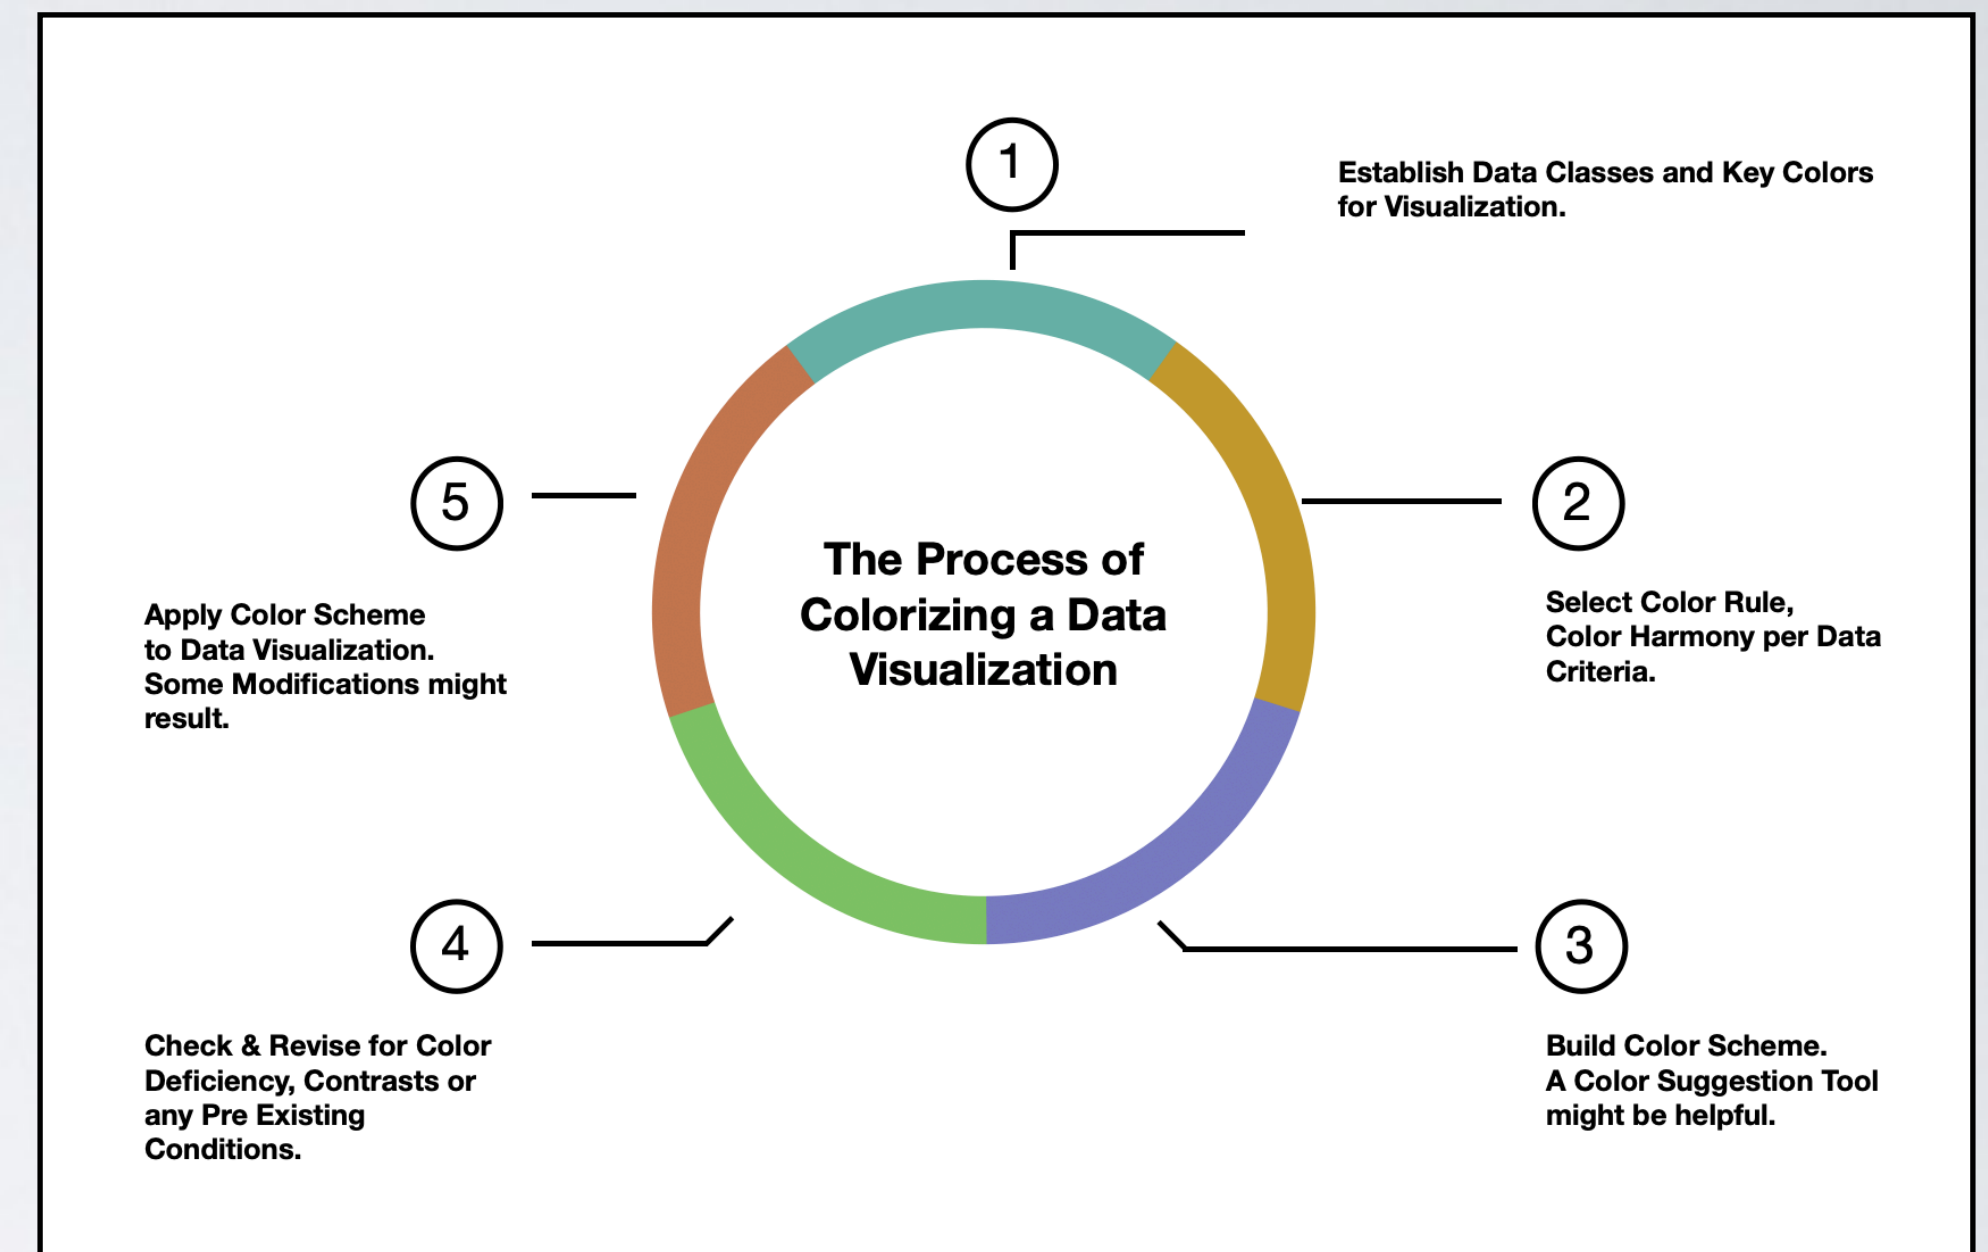 1
Establish Data Classes and Key Colors
for Visualization.
2
Select Color Rule,
Color Harmony per Data
Criteria.
3
Build Color Scheme.
A Color Suggestion Tool
might be helpful.
4
Check & Revise for Color
Deficiency, Contrasts or
any Pre Existing
Conditions.
5
Apply Color Scheme
to Data Visualization.
Some Modifications might
result.
The Process of
Colorizing a Data
Visualization